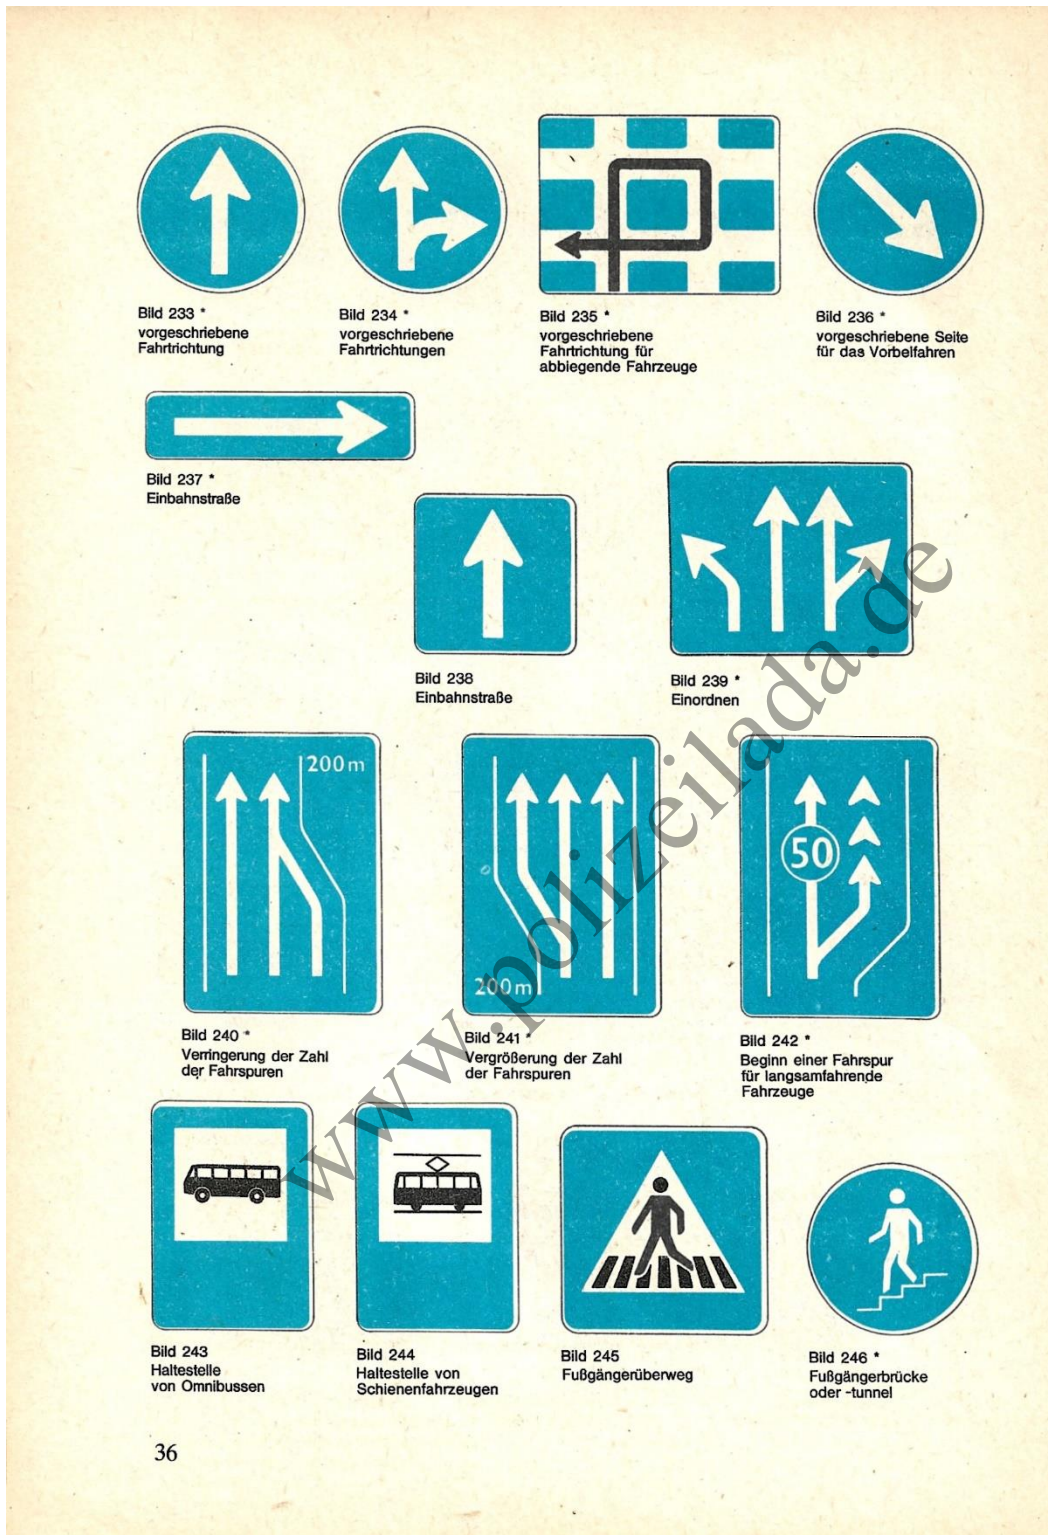 Bild 233 *
vorgeschriebene
Fahrtrichtung
Bild 234 *
vorgeschriebene
Fahrtrichtungen
Bild 235 *
vorgeschriebene
Fahrtrichtung für
abbiegende Fahrzeuge
Bild 236 *
vorgeschriebene Seite
für das Vorbeifahren
Bild 237 *
Einbahnstraße
Bild 238
Einbahnstraße
Bild 239 *
Einordnen
200 m
200 m
50
Bild 240 *
Verringerung der Zahl
der Fahrspuren
Bild 241 *
Vergrößerung der Zahl
der Fahrspuren
Bild 242 *
Beginn einer Fahrspur
für langsamfahrende
Fahrzeuge
Bild 243
Haltestelle
von Omnibussen
Bild 244
Haltestelle von
Schienenfahrzeugen
Bild 245
Fußgängerüberweg
Bild 246 *
Fußgängerbrücke
oder -tunnel
36
www.polizeilada.de